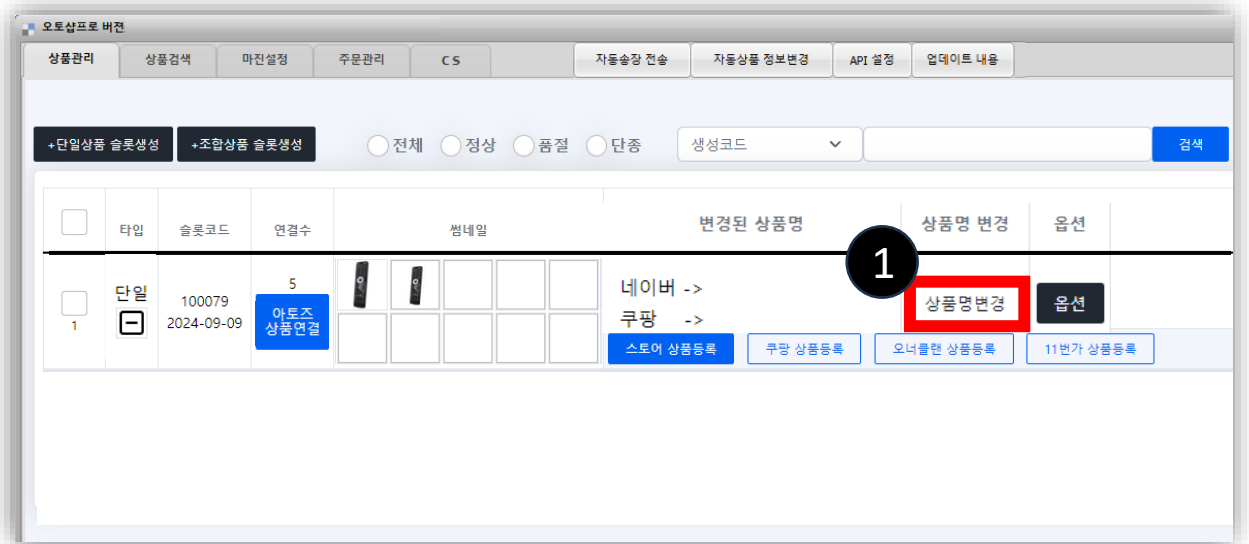 오토샵프로 버젼
상품관리 상품검색 마진설정 주문관리 C S 자동송장 전송 자동상품 정보변경 API 설정 업데이트 내용
+단일상품 슬롯생성 +조합상품 슬롯생성 전체 정상 품절 단종 생성코드 검색
타입 슬롯코드 연결수 썸네일 변경된 상품명 상품명 변경 옵션
1
1 단일 100079 2024-09-09 5 아토즈 상품연결 네이버 -> 상품명변경 옵션
쿠팡 ->
스토어 상품등록 쿠팡 상품등록 오너클랜 상품등록 11번가 상품등록